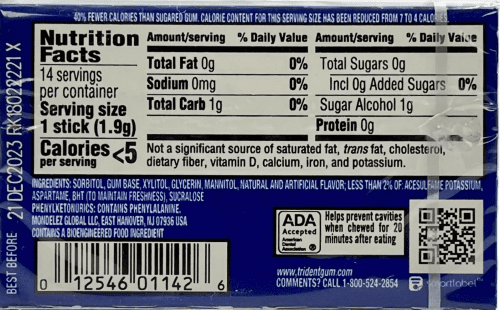 40% FEWER CALORIES THAN SUGARED GUM. CALORIE CONTENT FOR THIS SERVING SIZE HAS BEEN REDUCED FROM 7 TO 4 CALORIES.
Nutrition
Facts
14 servings
per container
Serving size
1 stick (1.9g)
Calories <5
per serving
Amount/serving % Daily Value
Total Fat 0g 0%
Sodium 0mg 0%
Total Carb 1g 0%
Amount/serving % Daily Value
Total Sugars 0g
Incl 0g Added Sugars 0%
Sugar Alcohol 1g
Protein 0g
Not a significant source of saturated fat, trans fat, cholesterol,
dietary fiber, vitamin D, calcium, iron, and potassium.
INGREDIENTS: SORBITOL, GUM BASE, XYLITOL, GLYCERIN, MANNITOL, NATURAL AND ARTIFICIAL FLAVOR; LESS THAN 2% OF: ACESULFAME POTASSIUM,
ASPARTAME, BHT (TO MAINTAIN FRESHNESS), SUCRALOSE
PHENYLKETONURICS: CONTAINS PHENYLALANINE.
MONDELEZ GLOBAL LLC, EAST HANOVER, NJ 07936 USA
CONTAINS A BIOENGINEERED FOOD INGREDIENT
ADA
Accepted
American
Dental
Association
Helps prevent cavities
when chewed for 20
minutes after eating
0 12546 01142 6
www.tridentgum.com
COMMENTS? CALL 1-800-524-2854
smartlabel
BEST BEFORE 21 DEC2023